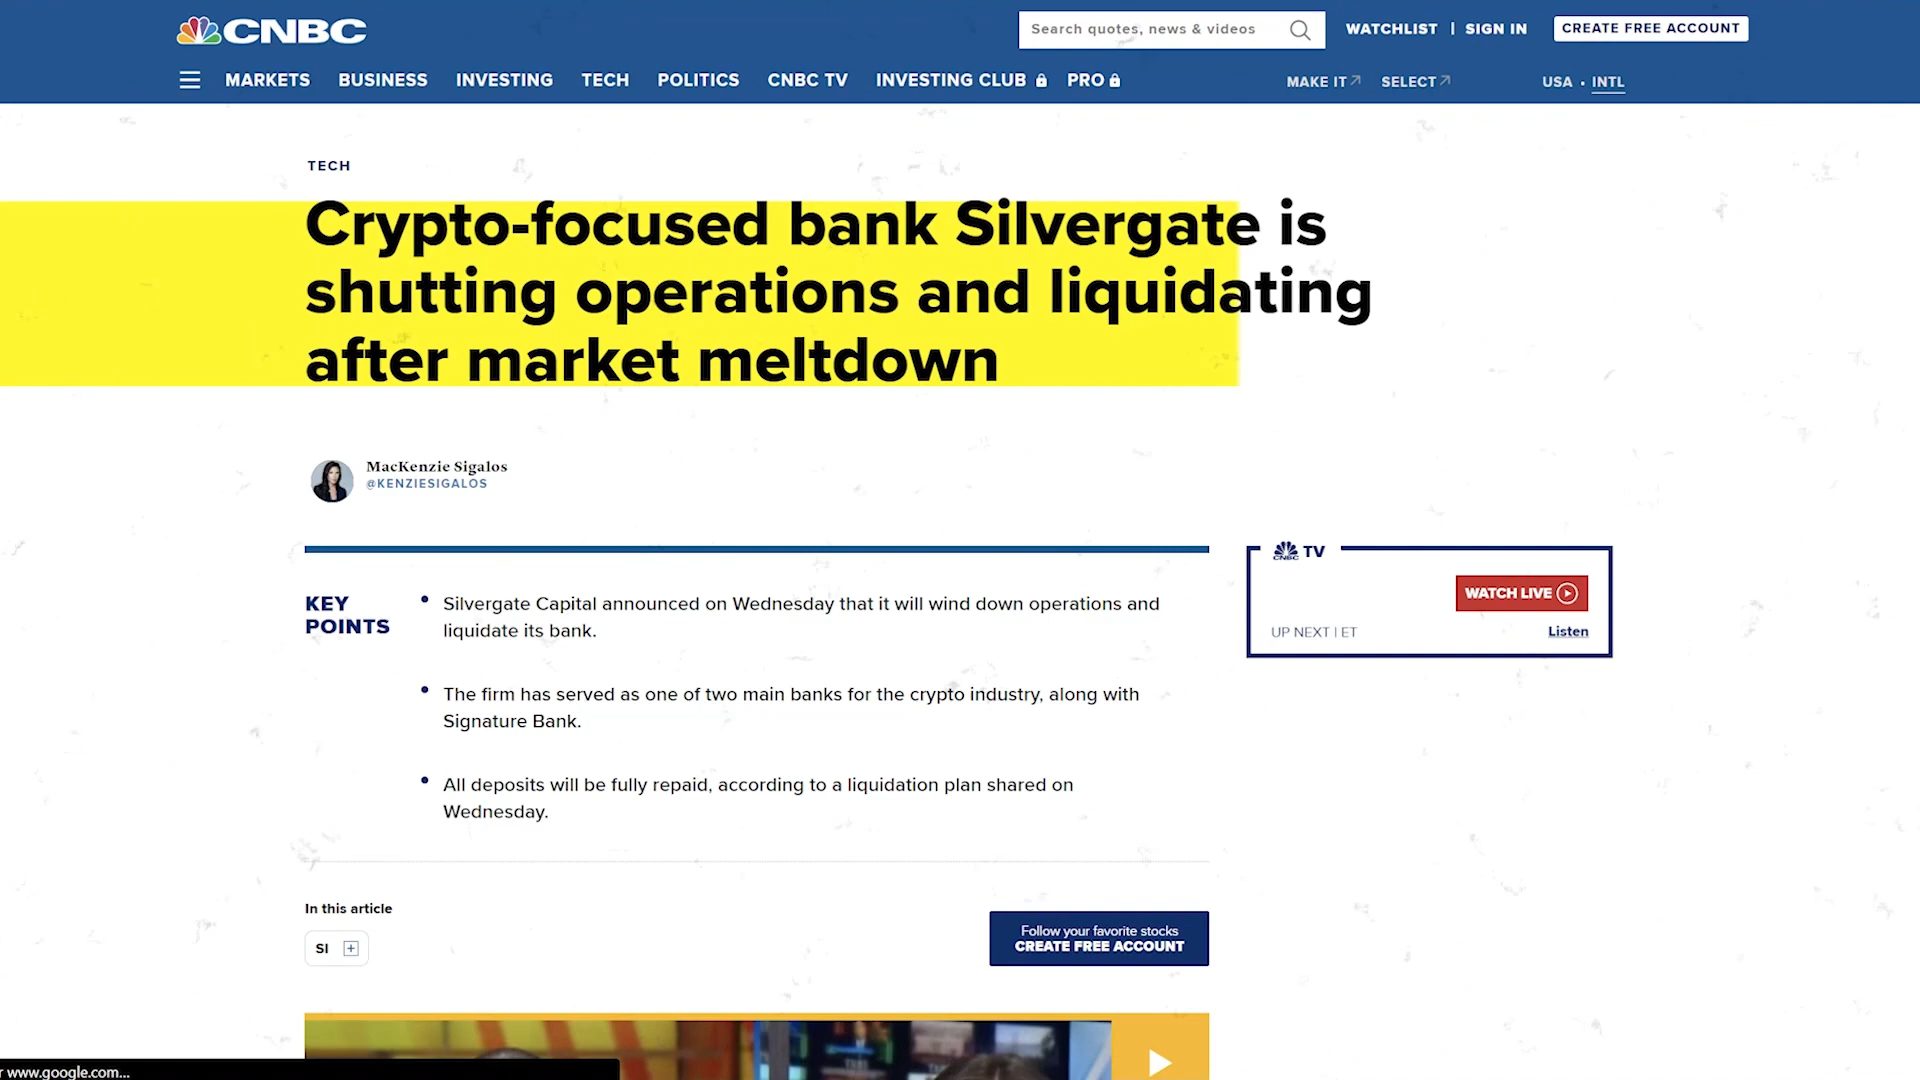 CNBC
Search quotes, news & videos
WATCHLIST | SIGN IN
CREATE FREE ACCOUNT
MARKETS BUSINESS INVESTING TECH POLITICS CNBC TV INVESTING CLUB PRO
MAKE IT SELECT
USA • INTL
TECH
Crypto-focused bank Silvergate is
shutting operations and liquidating
after market meltdown
MacKenzie Sigalos
@KENZIESIGALOS
KEY
POINTS
• Silvergate Capital announced on Wednesday that it will wind down operations and
liquidate its bank.
• The firm has served as one of two main banks for the crypto industry, along with
Signature Bank.
• All deposits will be fully repaid, according to a liquidation plan shared on
Wednesday.
CNBC TV
WATCH LIVE
UP NEXT | ET
Listen
In this article
SI +
Follow your favorite stocks
CREATE FREE ACCOUNT
www.google.com...